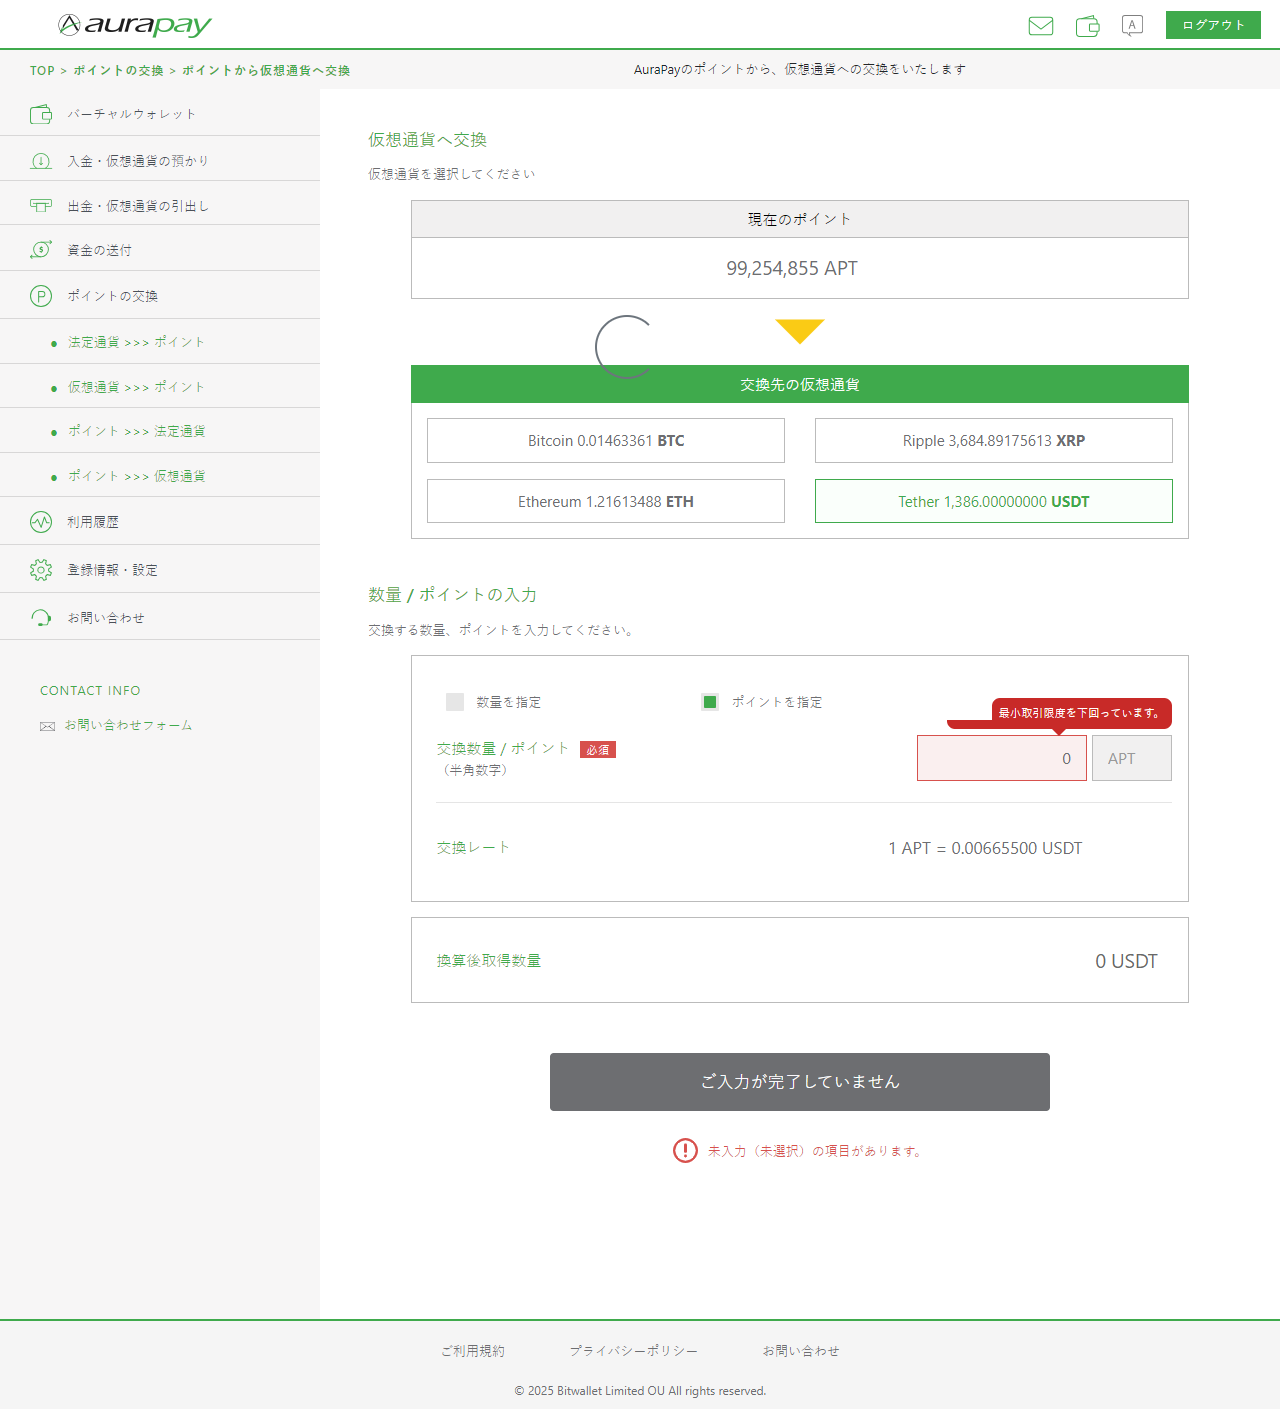 aurapay
A
ログアウト
TOP > ポイントの交換 > ポイントから仮想通貨へ交換
AuraPayのポイントから、仮想通貨への交換をいたします
バーチャルウォレット
入金・仮想通貨の預かり
出金・仮想通貨の引出し
資金の送付
ポイントの交換
法定通貨 >>> ポイント
仮想通貨 >>> ポイント
ポイント >>> 法定通貨
ポイント >>> 仮想通貨
利用履歴
登録情報・設定
お問い合わせ
CONTACT INFO
お問い合わせフォーム
仮想通貨へ交換
仮想通貨を選択してください
現在のポイント
99,254,855 APT
交換先の仮想通貨
Bitcoin 0.01463361 BTC
Ripple 3,684.89175613 XRP
Ethereum 1.21613488 ETH
Tether 1,386.00000000 USDT
数量 / ポイントの入力
交換する数量、ポイントを入力してください。
数量を指定
ポイントを指定
最小取引限度を下回っています。
交換数量 / ポイント 必須
（半角数字）
0
APT
交換レート
1 APT = 0.00665500 USDT
換算後取得数量
0 USDT
ご入力が完了していません
未入力（未選択）の項目があります。
ご利用規約
プライバシーポリシー
お問い合わせ
© 2025 Bitwallet Limited OU All rights reserved.